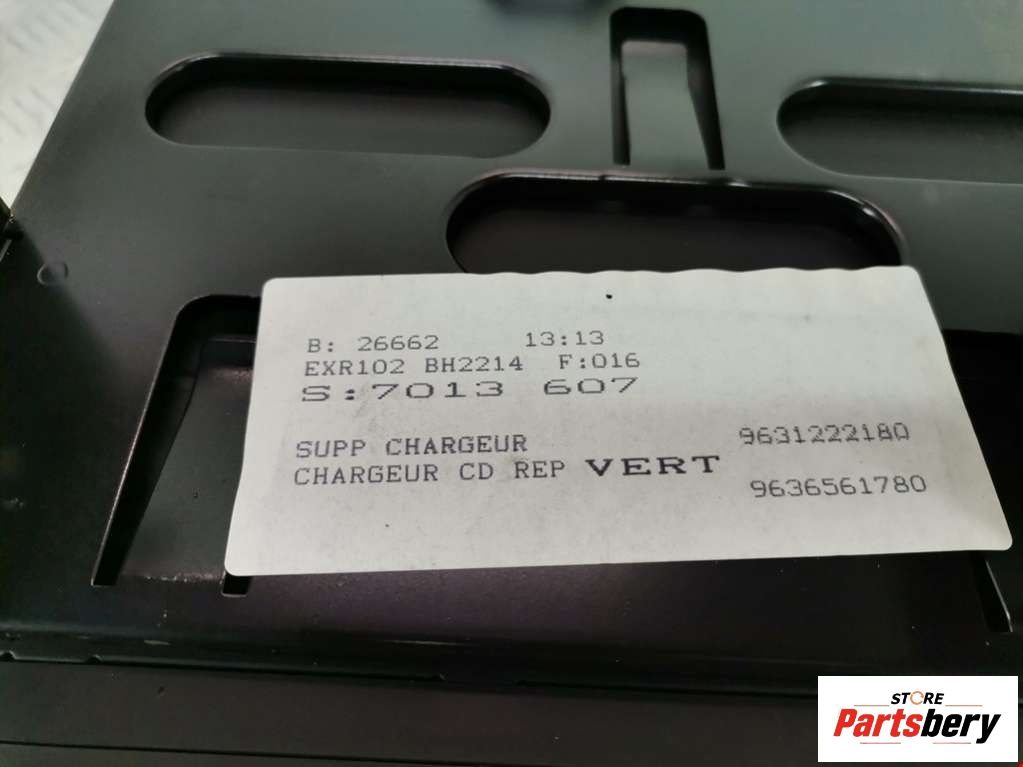 B: 26662 13:13
EXR102 BH2214 F:016
S:7013 607
SUPP CHARGEUR 9631222180
CHARGEUR CD REP VERT
9636561780
STORE
Partsbery